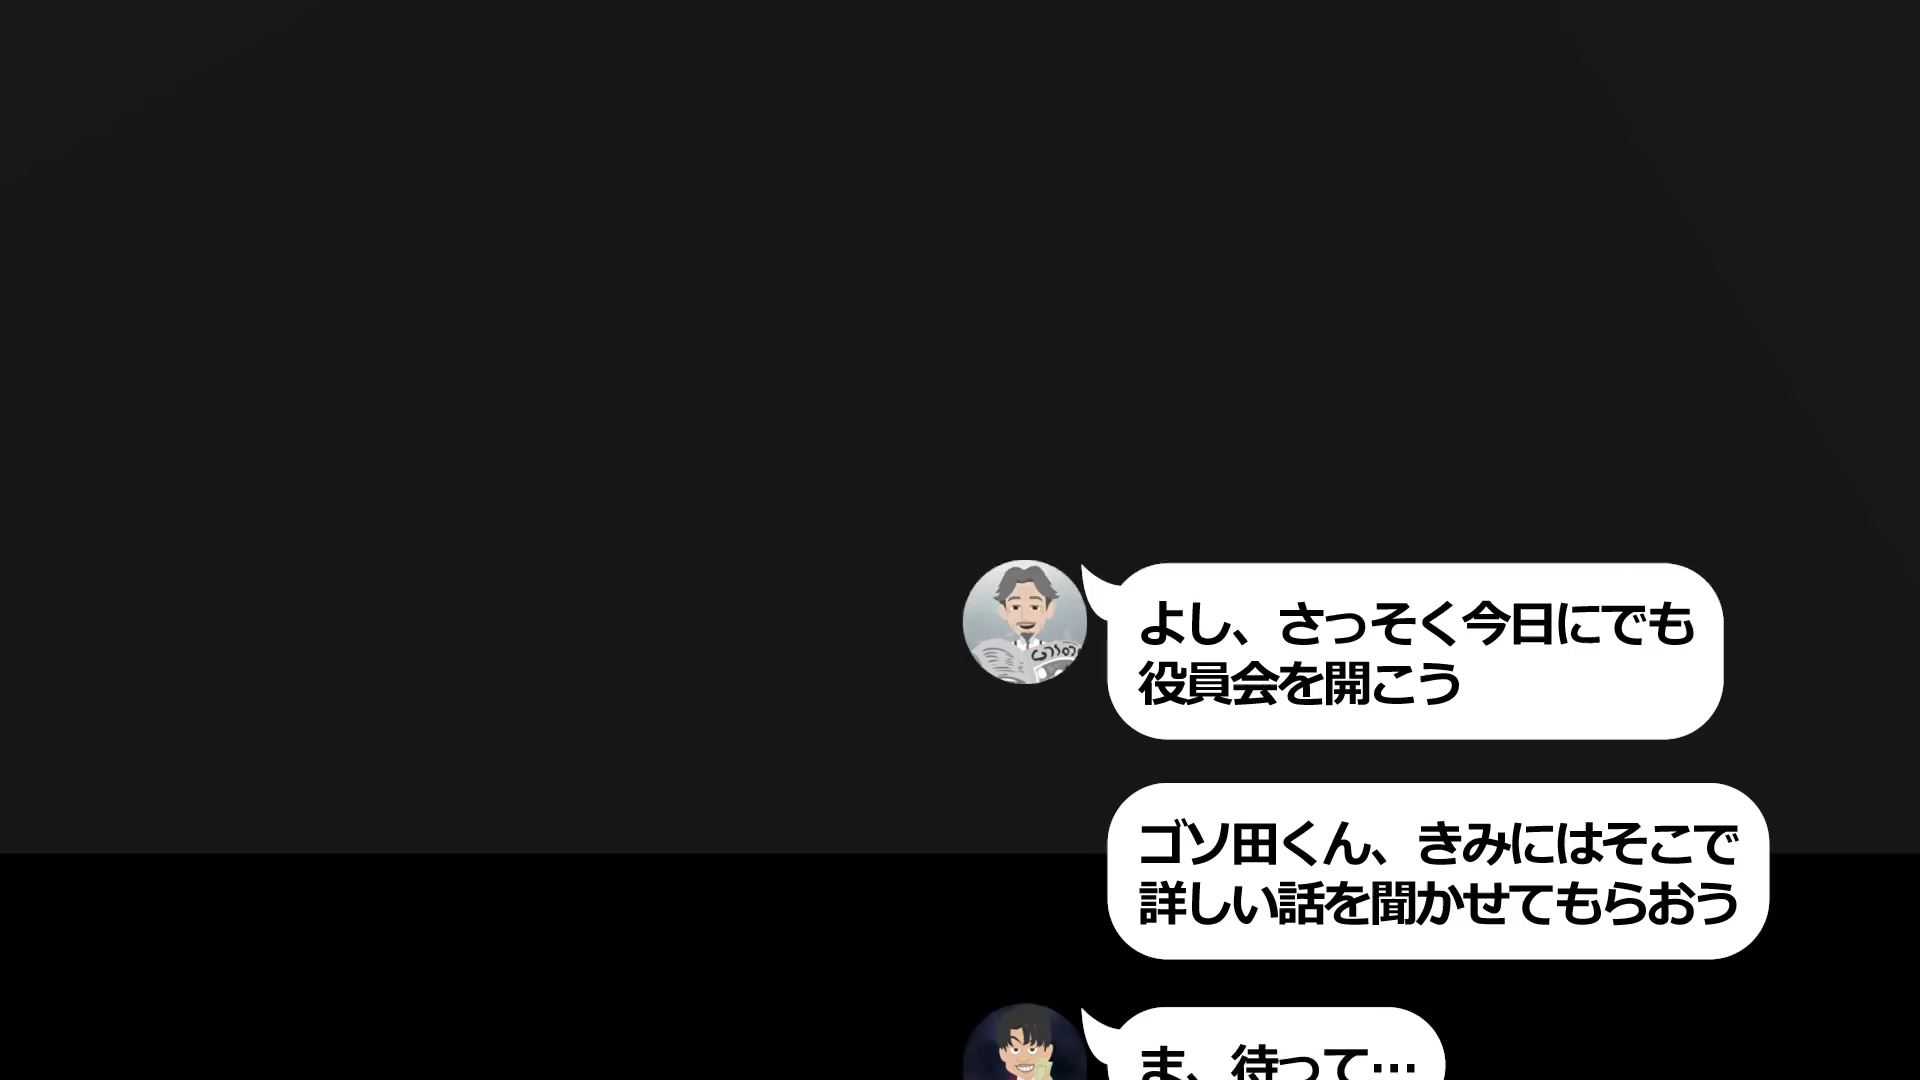 よし、さっそく今日にでも
役員会を開こう
ゴソ田くん、きみにはそこで
詳しい話を聞かせてもらおう
ま、待って…